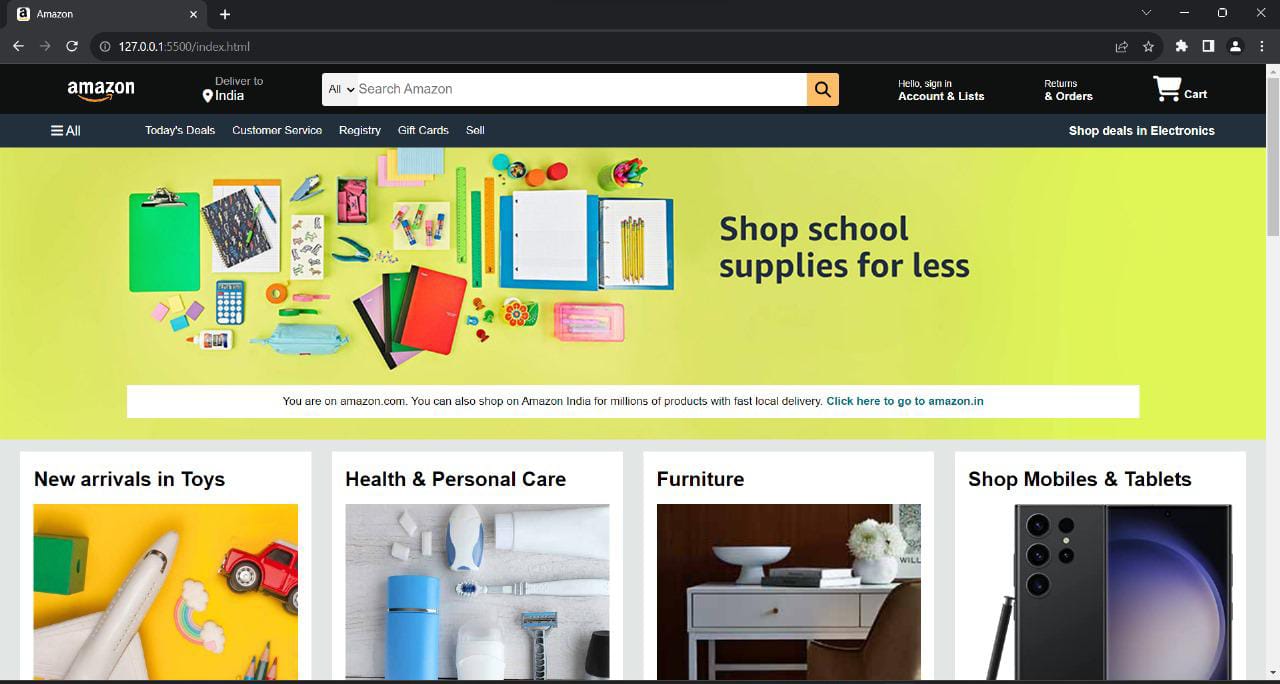 Amazon
127.0.0.1:5500/index.html
amazon
Deliver to
India
All
Search Amazon
Hello, sign in
Account & Lists
Returns
& Orders
Cart
All
Today's Deals
Customer Service
Registry
Gift Cards
Sell
Shop deals in Electronics
Shop school
supplies for less
You are on amazon.com. You can also shop on Amazon India for millions of products with fast local delivery. Click here to go to amazon.in
New arrivals in Toys
Health & Personal Care
Furniture
Shop Mobiles & Tablets
WILL